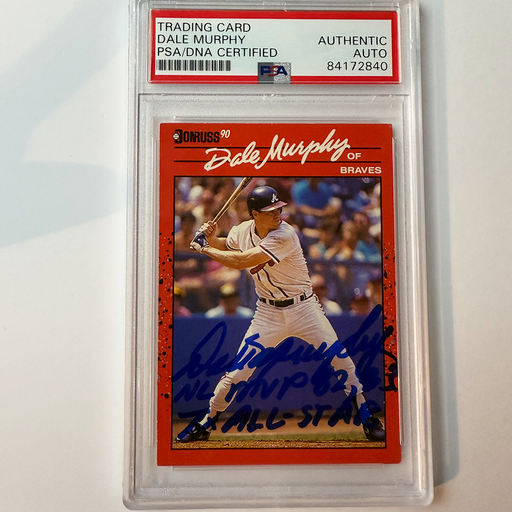 TRADING CARD
DALE MURPHY
PSA/DNA CERTIFIED
AUTHENTIC
AUTO
84172840
PSA
DONRUSS '90
Dale Murphy OF
BRAVES
A
Dale Murphy
NL MVP 82, 83
7x ALL-STAR